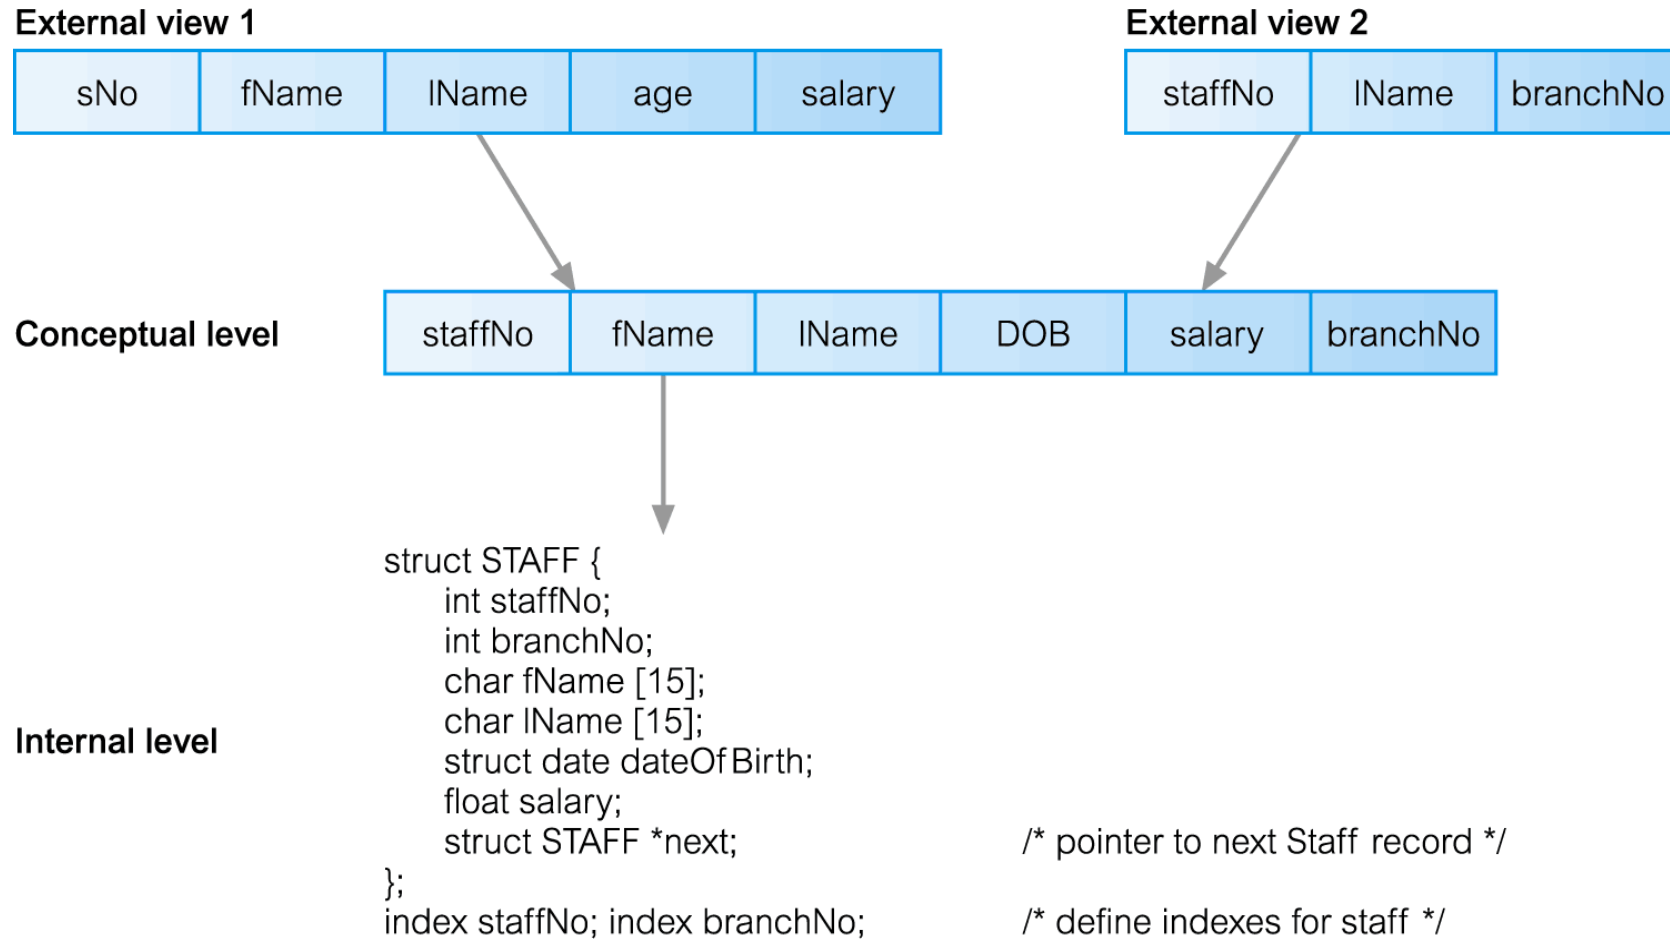 External view 1 External view 2
sNo fName lName age salary staffNo lName branchNo
Conceptual level staffNo fName lName DOB salary branchNo
struct STAFF {
int staffNo;
int branchNo;
char fName [15];
char lName [15];
Internal level
struct date dateOfBirth;
float salary;
struct STAFF *next; /* pointer to next Staff record */
};
index staffNo; index branchNo; /* define indexes for staff */